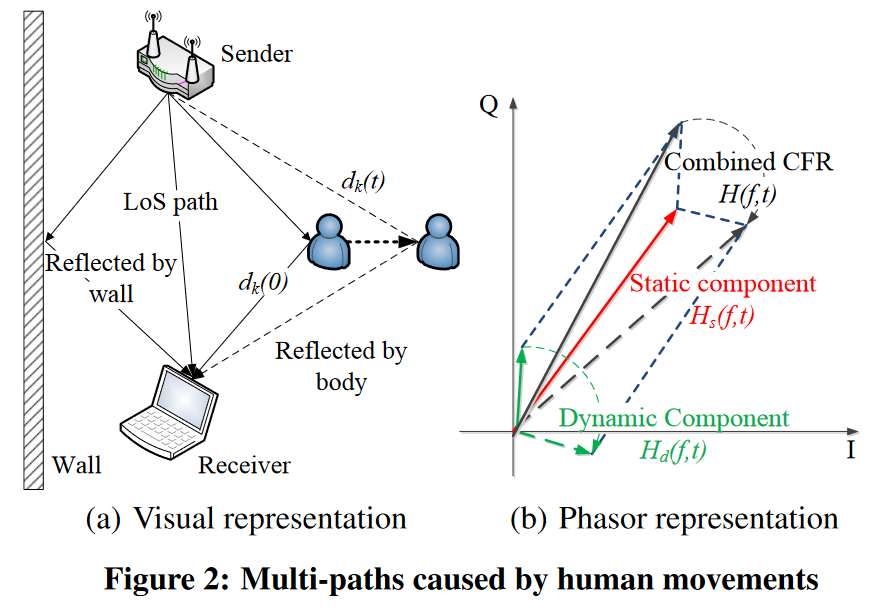 Sender
d_k(t)
LoS path
Reflected by
wall
d_k(0)
Reflected by
body
Wall
Receiver
(a) Visual representation
Q
Combined CFR
H(f,t)
Static component
H_s(f,t)
Dynamic Component
H_d(f,t)
I
(b) Phasor representation
Figure 2: Multi-paths caused by human movements